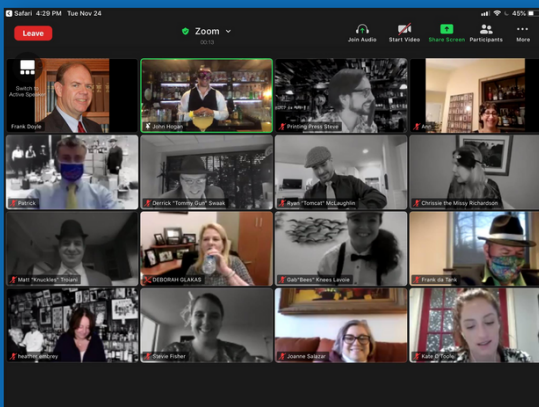 Safari 4:29 PM Tue Nov 24
45%
Leave
Zoom
00:13
Join Audio
Start Video
Share Screen
Participants
More
Switch to
Active Speaker
Frank Doyle
John Hogan
Printing Press Steve
Ann
Patrick
Derrick "Tommy Gun" Swaak
Ryan "Tomcat" McLaughlin
Chrissie the Missy Richardson
Matt "Knuckles" Troiani
DEBORAH GLAKAS
Gab"Bees" Knees Lavoie
Frank da Tank
heather embrey
Stevie Fisher
Joanne Salazar
Kate O'Toole